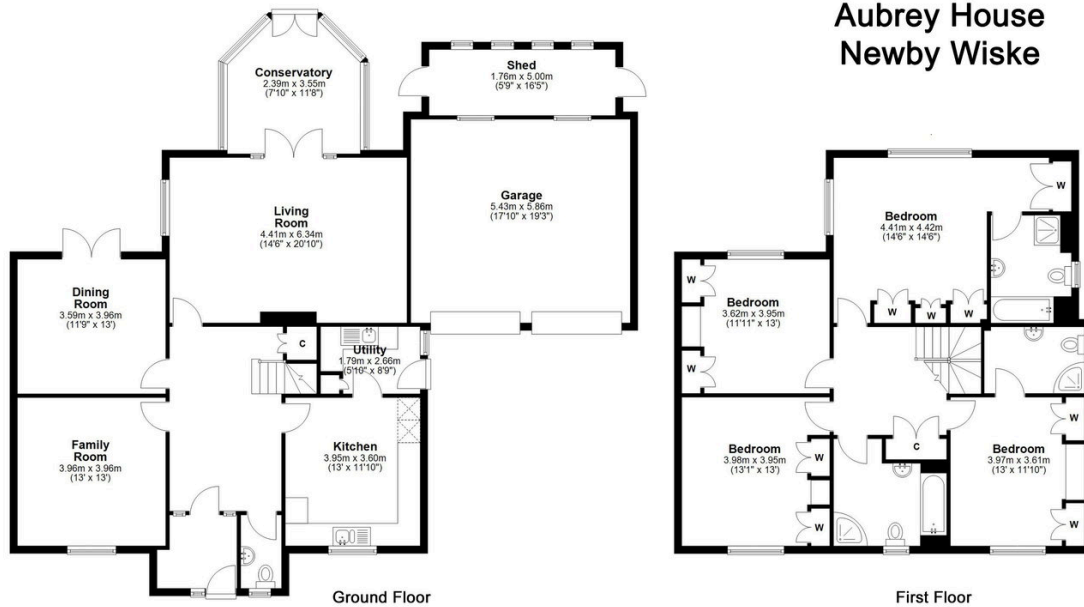 Aubrey House
Newby Wiske
Conservatory
2.39m x 3.55m
(7'10" x 11'8")
Shed
1.76m x 5.00m
(5'9" x 16'5")
Garage
5.43m x 5.86m
(17'10" x 19'3")
Living
Room
4.41m x 6.34m
(14'6" x 20'10")
Dining
Room
3.59m x 3.96m
(11'9" x 13')
C
Utility
1.79m x 2.66m
(5'10" x 8'9")
Family
Room
3.96m x 3.96m
(13' x 13')
Kitchen
3.95m x 3.60m
(13' x 11'10")
Ground Floor
W
Bedroom
4.41m x 4.42m
(14'6" x 14'6")
W
W
W
W
Bedroom
3.62m x 3.95m
(11'11" x 13')
W
Bedroom
3.98m x 3.95m
(13'1" x 13')
W
W
C
Bedroom
3.97m x 3.61m
(13' x 11'10")
W
W
First Floor